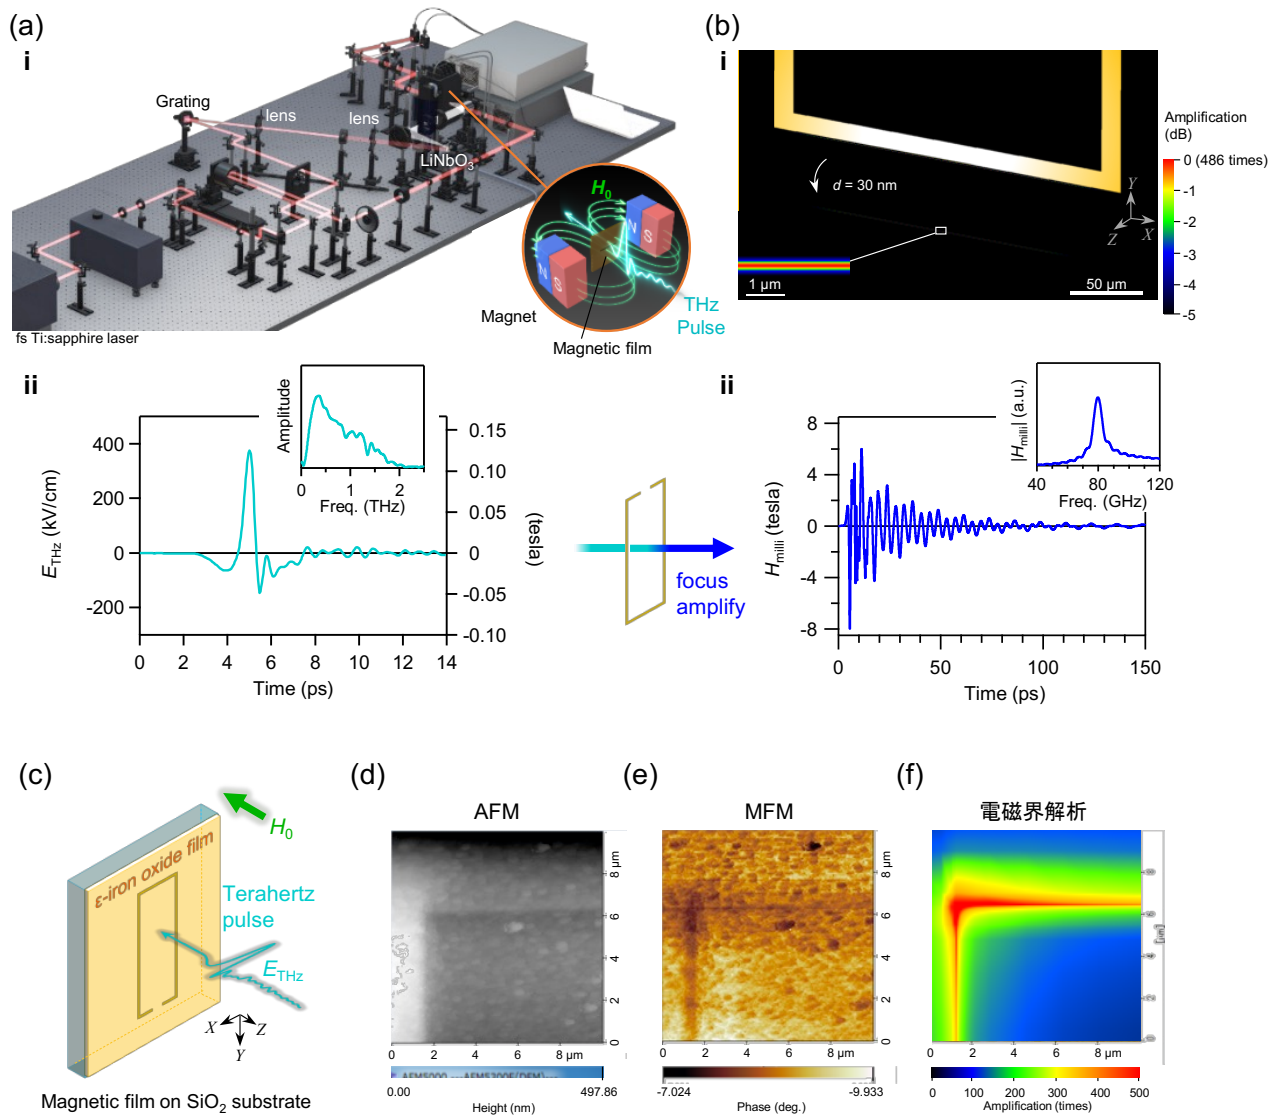 (a)
i
Grating
lens
lens
LiNbO3
H0
N
S
N
S
Magnet
THz
Pulse
Magnetic film
fs Ti:sapphire laser
(b)
i
d = 30 nm
Y
Z
X
1 µm
50 µm
Amplification
(dB)
0 (486 times)
-1
-2
-3
-4
-5
ii
ETHz (kV/cm)
400
200
0
-200
0.15
0.10
0.05
0
-0.05
-0.10
(tesla)
0
2
4
6
8
10
12
14
Time (ps)
Amplitude
0
1
2
Freq. (THz)
focus
amplify
ii
Hmilli (tesla)
8
4
0
-4
-8
0
50
100
150
Time (ps)
|Hmilli| (a.u.)
40
80
120
Freq. (GHz)
(c)
H0
ε-iron oxide film
Terahertz
pulse
ETHz
X
Z
Y
Magnetic film on SiO2 substrate
(d)
AFM
8 µm
6
4
2
0
0
2
4
6
8 µm
0.00
497.86
Height (nm)
(e)
MFM
8 µm
6
4
2
0
0
2
4
6
8 µm
-7.024
-9.933
Phase (deg.)
(f)
電磁界解析
0
2
4
8 µm
0
100
200
300
400
500
Amplification (times)